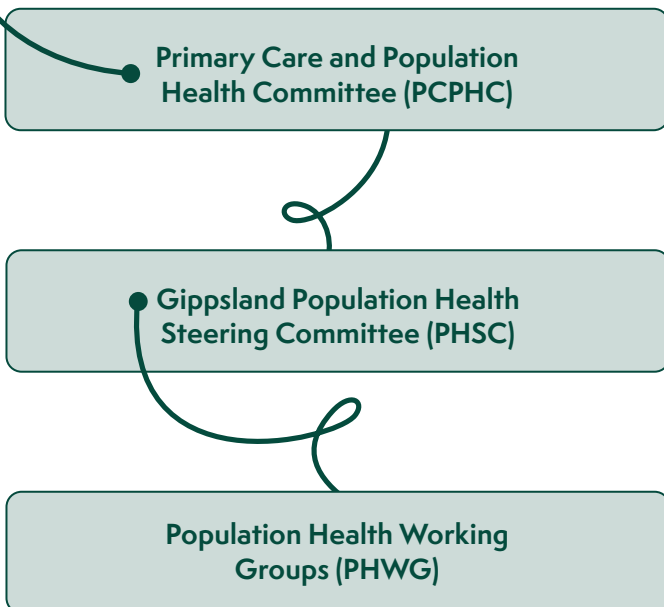 Primary Care and Population
Health Committee (PCPHC)
Gippsland Population Health
Steering Committee (PHSC)
Population Health Working
Groups (PHWG)